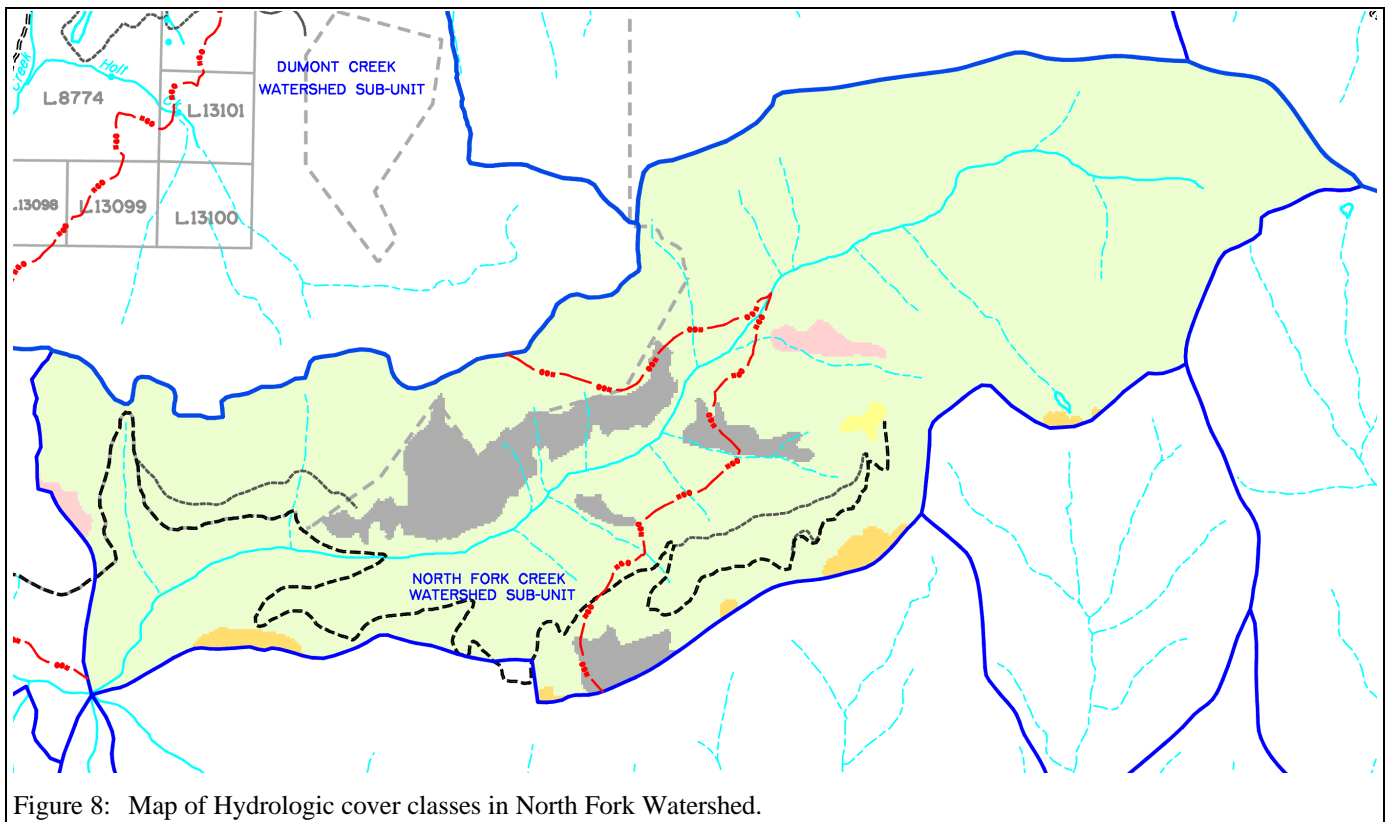 Creek
Holt
L.8774
L.13101
DUMONT CREEK
WATERSHED SUB-UNIT
.13098
L.13099
L.13100
NORTH FORK CREEK
WATERSHED SUB-UNIT
Figure 8: Map of Hydrologic cover classes in North Fork Watershed.